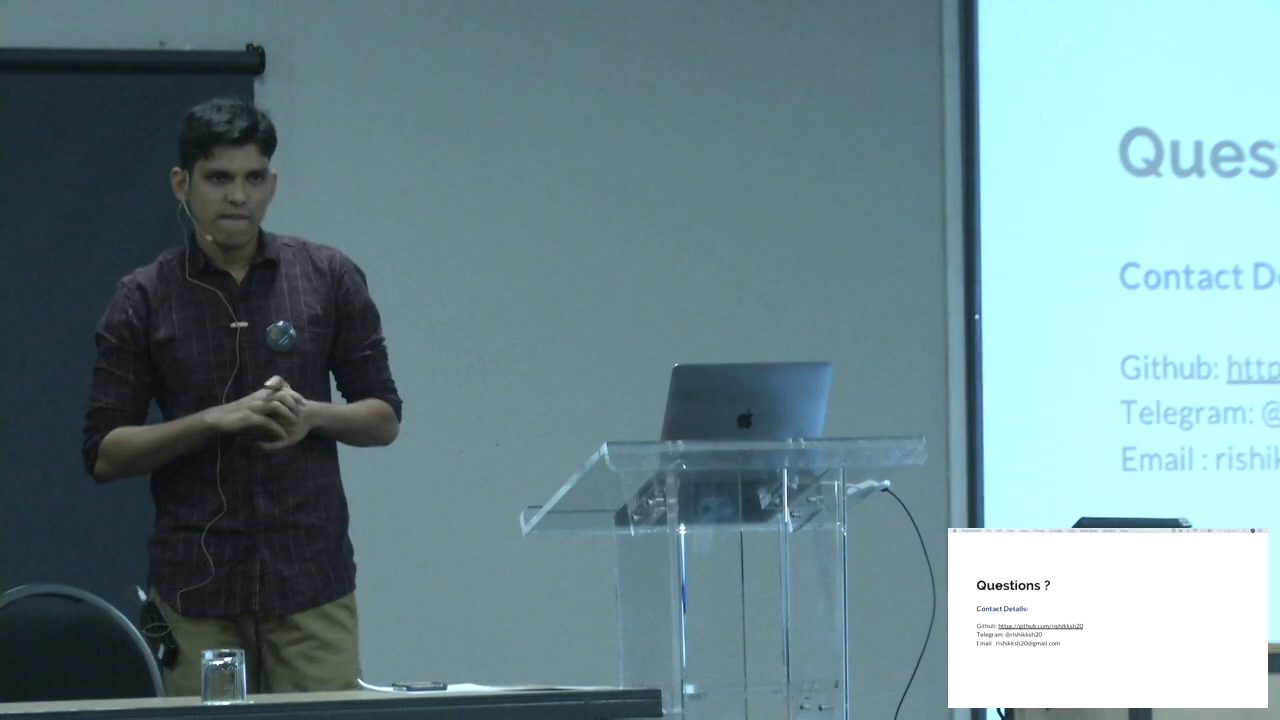 Ques
Contact De
Github: http
Telegram: @
Email : rishik
Questions ?
Contact Details:
Github: https://github.com/rishikksh20
Telegram: @rishikksh20
Email : rishikksh20@gmail.com